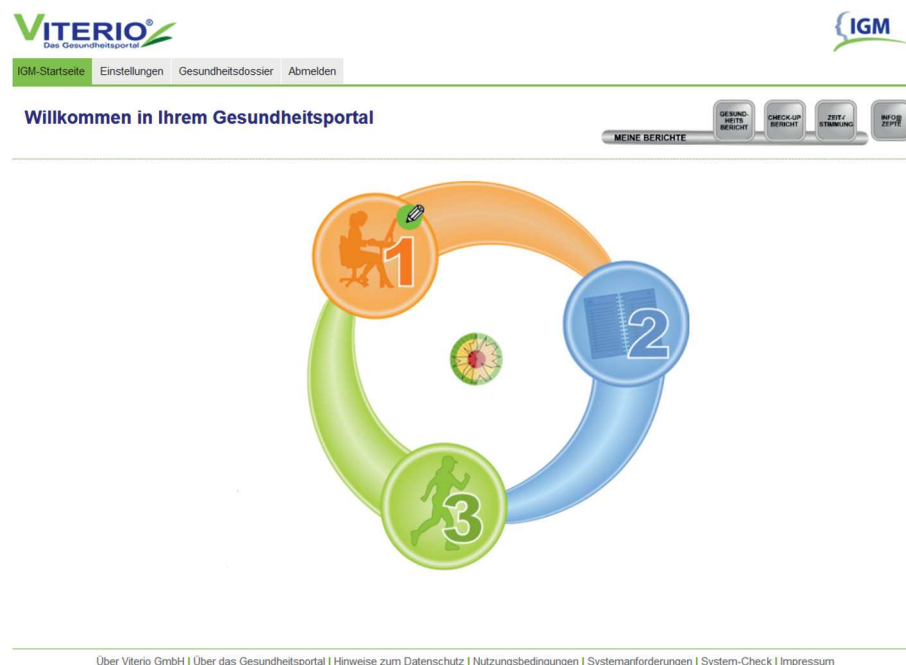 VITERIO®
Das Gesundheitsportal
IGM
IGM-Startseite Einstellungen Gesundheitsdossier Abmelden
Willkommen in Ihrem Gesundheitsportal
MEINE BERICHTE
GESUND-
HEITS
BERICHT
CHECK-UP
BERICHT
ZEIT-/
STIMMUNG
INFO@
ZEPTE
1
2
3
Über Viterio GmbH | Über das Gesundheitsportal | Hinweise zum Datenschutz | Nutzungsbedingungen | Systemanforderungen | System-Check | Impressum